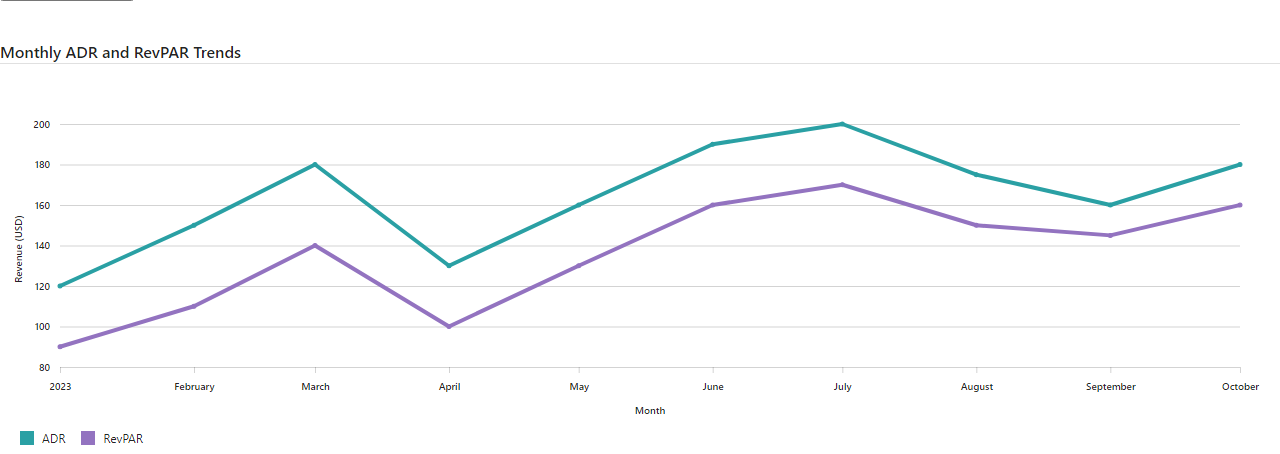 Monthly ADR and RevPAR Trends
200
180
160
140
120
100
80
Revenue (USD)
2023 February March April May June July August September October
Month
ADR RevPAR